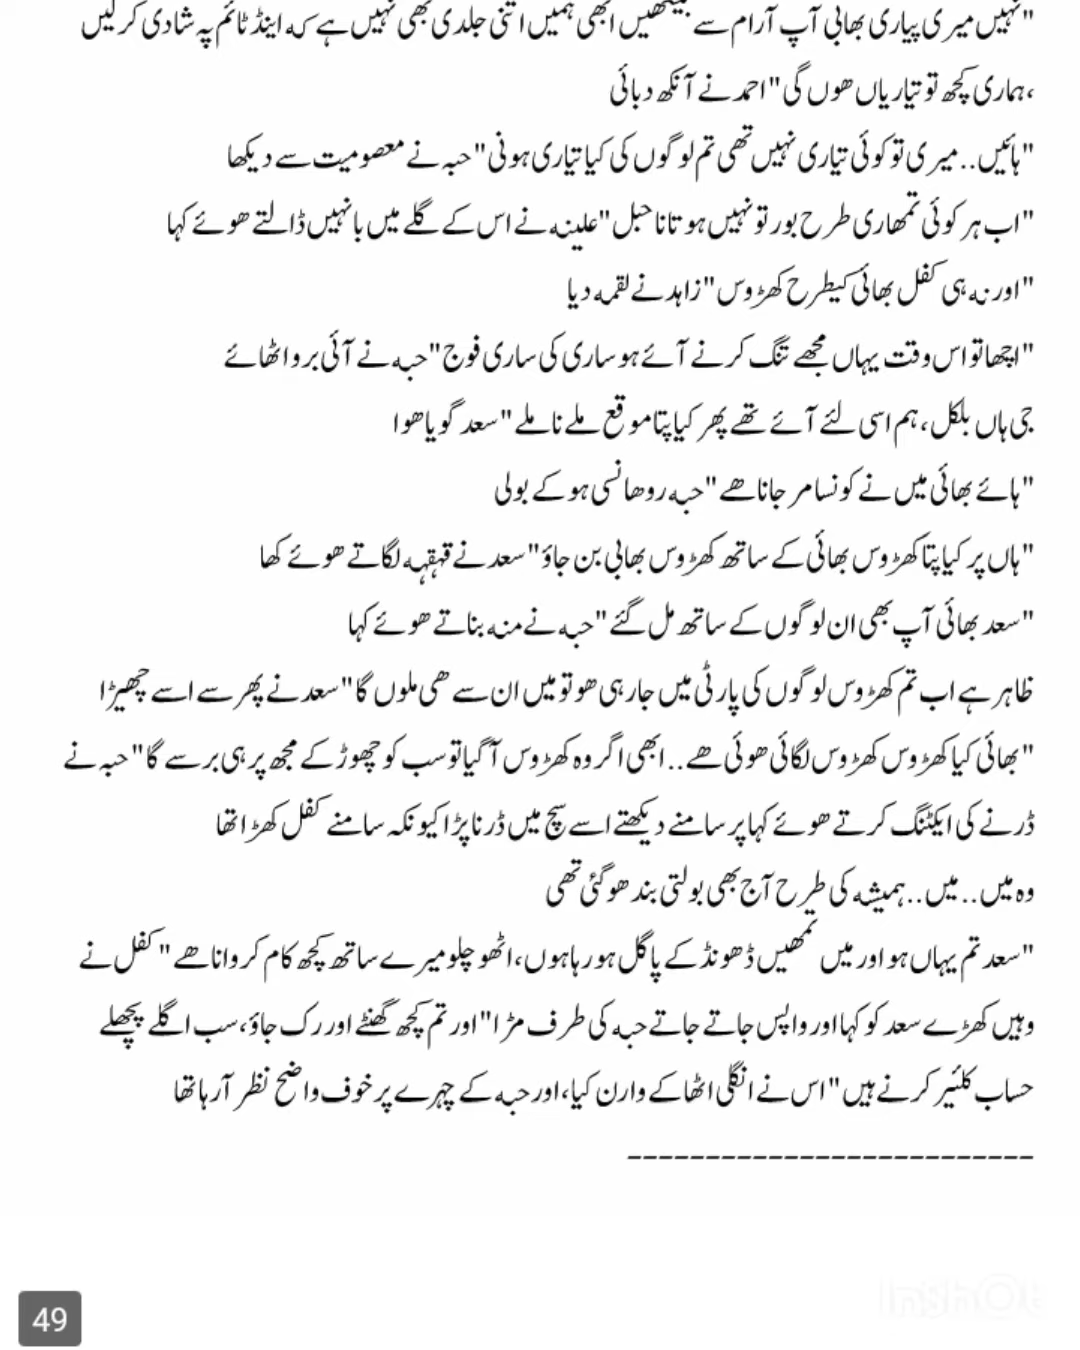 "نہیں میری پیاری بھابی آپ آرام سے بیٹھیں ابھی ہمیں اتنی جلدی بھی نہیں ہے کہ اینڈ ٹائم پہ شادی کر لیں
،ہماری کچھ تو تیاریاں ھوں گی" احمد نے آنکھ دبائی
"ہائیں.. میری تو کوئی تیاری نہیں تھی تم لوگوں کی کیا تیاری ہونی" حبہ نے معصومیت سے دیکھا
"اب ہر کوئی تمھاری طرح بور تو نہیں ہوتا نا حبل" علینہ نے اس کے گلے میں بانہیں ڈالتے ھوئے کہا
"اور نہ ہی کفل بھائی کیطرح کھڑوس" زاہد نے لقمہ دیا
"اچھا تو اس وقت یہاں مجھے تنگ کرنے آئے ہو ساری کی ساری فوج" حبہ نے آئی برو اٹھائے
جی ہاں بلکل، ہم اسی لئے آئے تھے پھر کیا پتا موقع ملے نا ملے" سعد گویا ھوا
"ہائے بھائی میں نے کونسا مر جانا ھے" حبہ روھانسی ہو کے بولی
"ہاں پر کیا پتا کھڑوس بھائی کے ساتھ کھڑوس بھابی بن جاؤ" سعد نے قہقہہ لگاتے ھوئے کھا
"سعد بھائی آپ بھی ان لوگوں کے ساتھ مل گئے" حبہ نے منہ بناتے ھوئے کہا
ظاہر ہے اب تم کھڑوس لوگوں کی پارٹی میں جا رہی ھو تو میں ان سے ھی ملوں گا" سعد نے پھر سے اسے چھیڑا
"بھائی کیا کھڑوس کھڑوس لگائی ھوئی ھے.. ابھی اگر وہ کھڑوس آ گیا تو سب کو چھوڑ کے مجھ پر ہی برسے گا" حبہ نے
ڈرنے کی ایکٹنگ کرتے ھوئے کہا پر سامنے دیکھتے اسے سچ میں ڈرنا پڑا کیونکہ سامنے کفل کھڑا تھا
وہ میں.. میں.. ہمیشہ کی طرح آج بھی بولتی بند ھو گئی تھی
"سعد تم یہاں ہو اور میں تمھیں ڈھونڈ کے پاگل ہو رہا ہوں، اٹھو چلو میرے ساتھ کچھ کام کروانا ھے" کفل نے
وہیں کھڑے سعد کو کہا اور واپس جاتے جاتے حبہ کی طرف مڑا "اور تم کچھ گھنٹے اور رک جاؤ، سب اگلے پچھلے
حساب کلئیر کرنے ہیں" اس نے انگلی اٹھا کے وارن کیا، اور حبہ کے چہرے پر خوف واضح نظر آ رہا تھا
--------------------------
InShOt
49